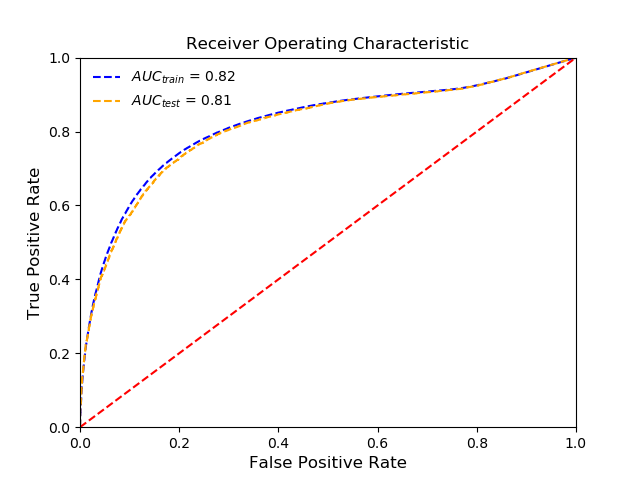 Receiver Operating Characteristic
AUCtrain = 0.82
AUCtest = 0.81
True Positive Rate
1.0
0.8
0.6
0.4
0.2
0.0
0.0 0.2 0.4 0.6 0.8 1.0
False Positive Rate